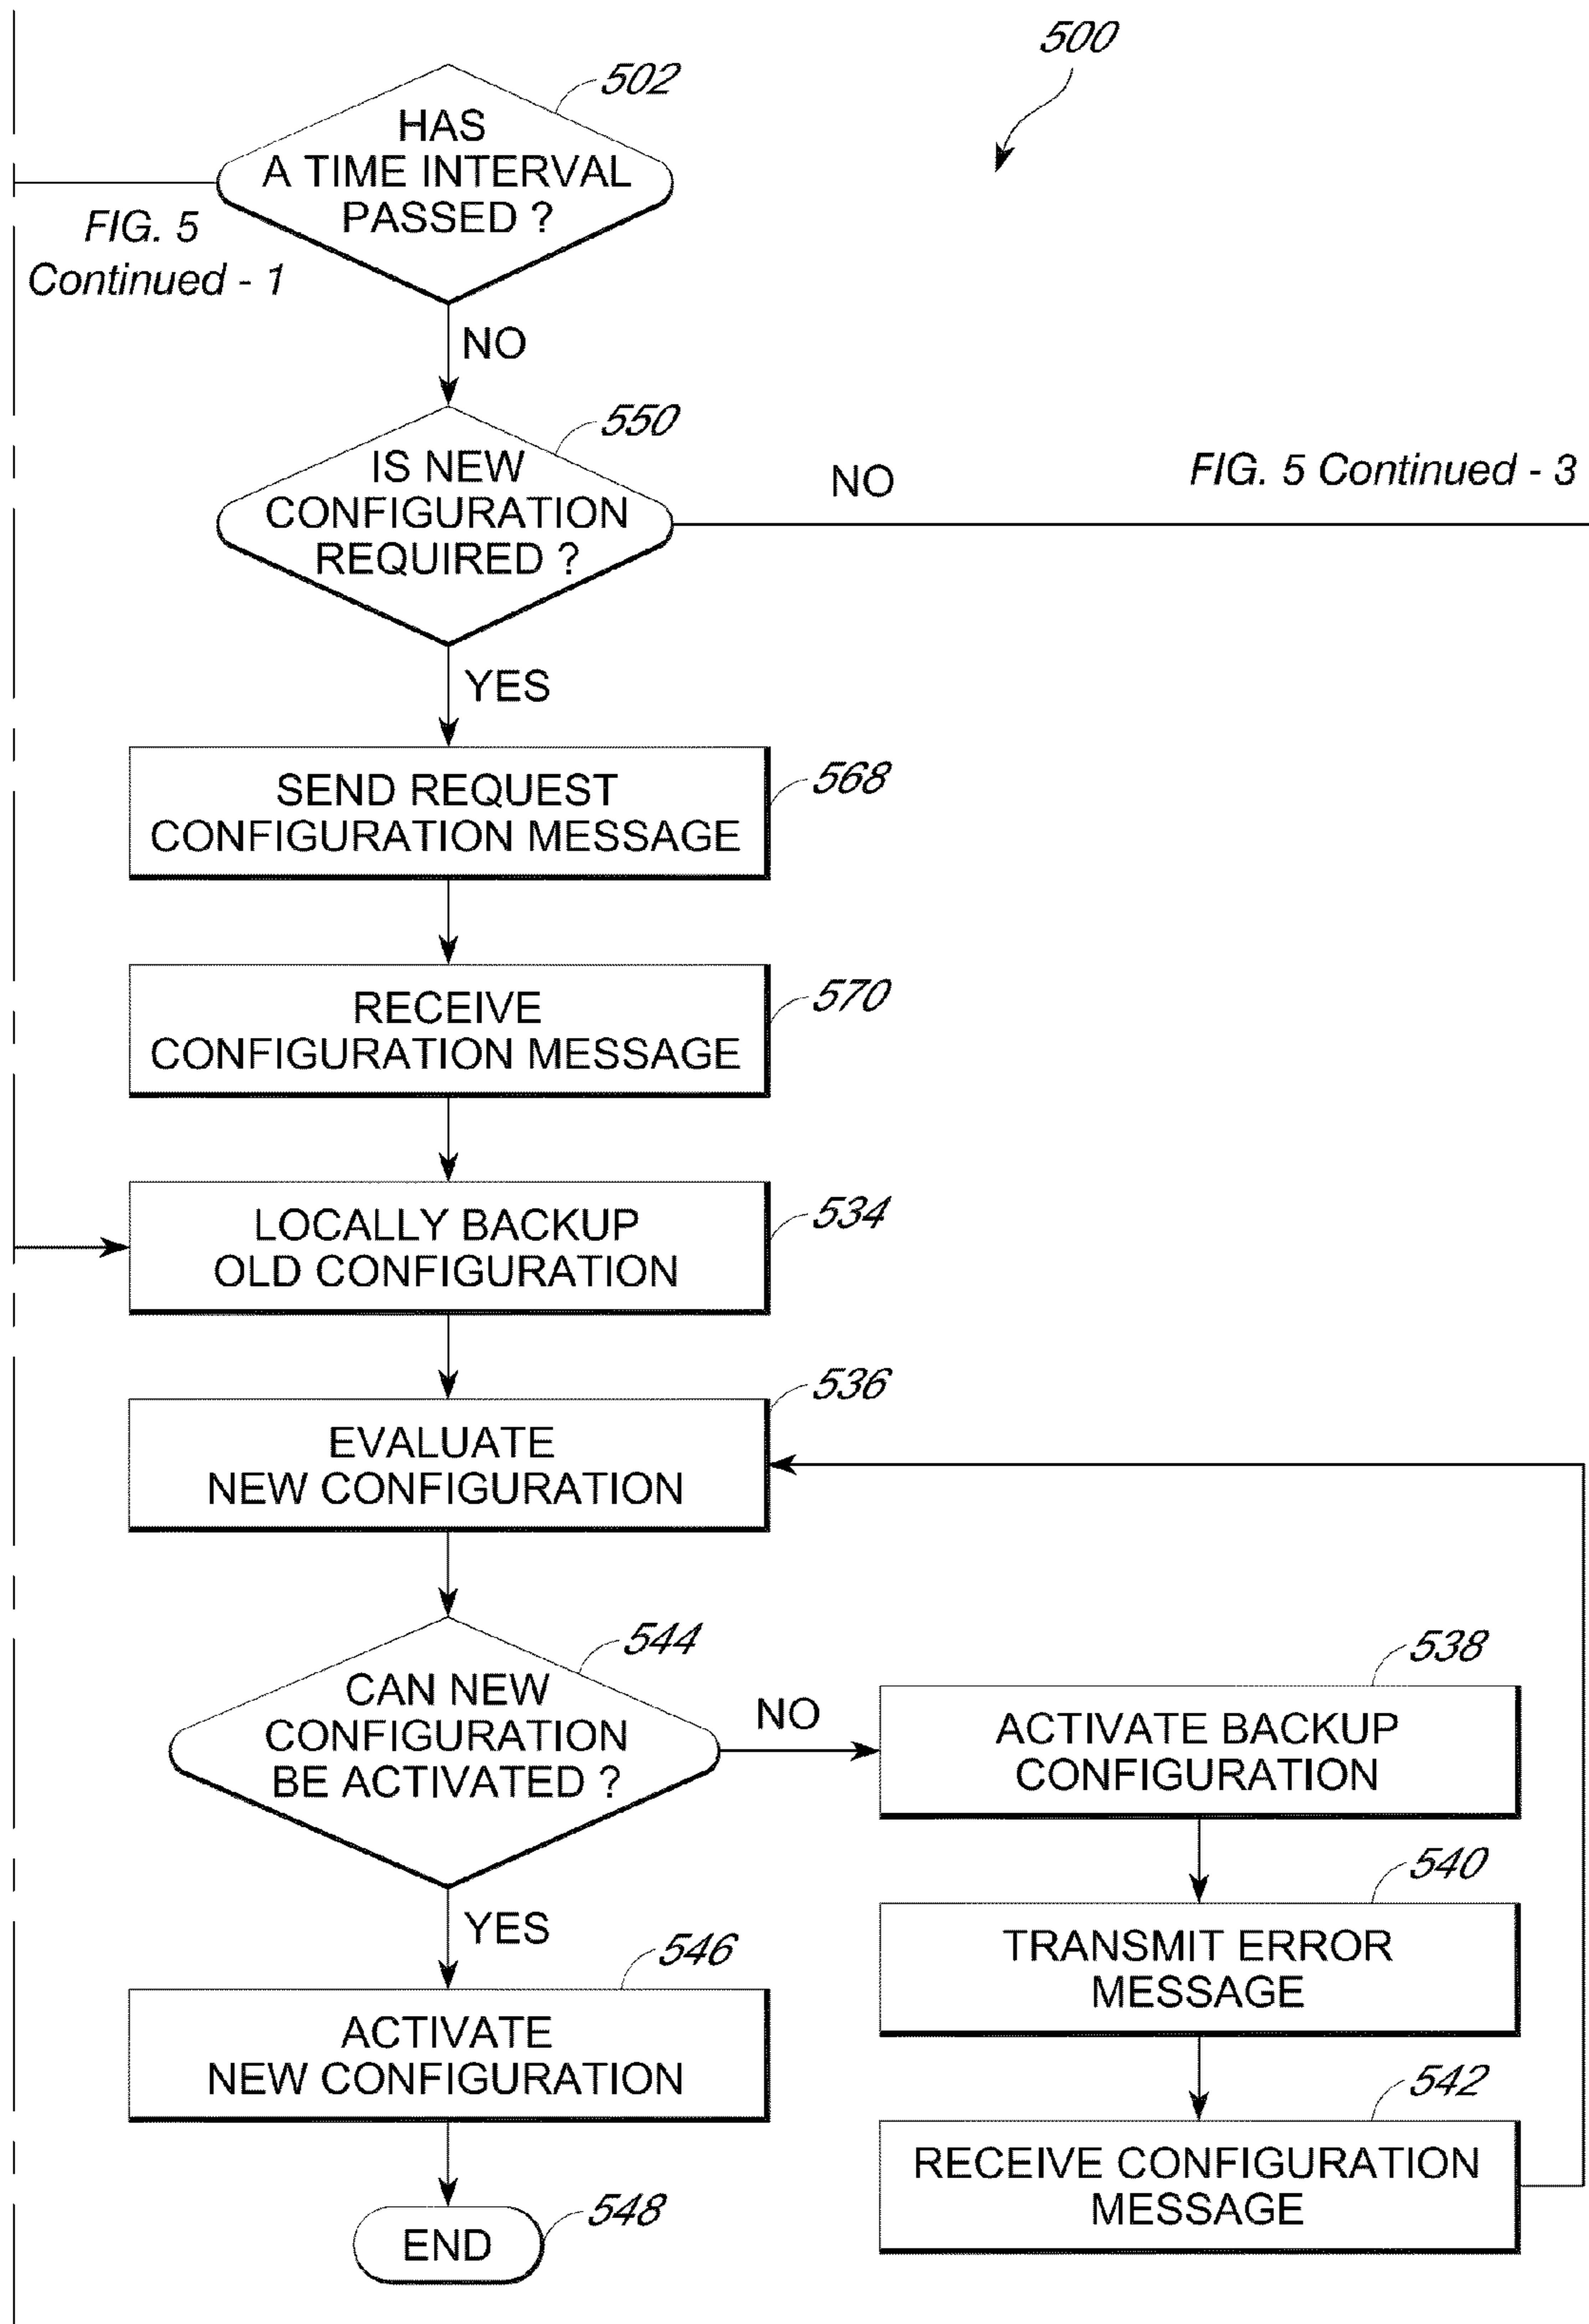 500
502
HAS
A TIME INTERVAL
PASSED ?
FIG. 5
Continued - 1
NO
550
IS NEW
CONFIGURATION
REQUIRED ?
NO
FIG. 5 Continued - 3
YES
568
SEND REQUEST
CONFIGURATION MESSAGE
570
RECEIVE
CONFIGURATION MESSAGE
534
LOCALLY BACKUP
OLD CONFIGURATION
536
EVALUATE
NEW CONFIGURATION
544
CAN NEW
CONFIGURATION
BE ACTIVATED ?
NO
538
ACTIVATE BACKUP
CONFIGURATION
540
TRANSMIT ERROR
MESSAGE
542
RECEIVE CONFIGURATION
MESSAGE
YES
546
ACTIVATE
NEW CONFIGURATION
548
END